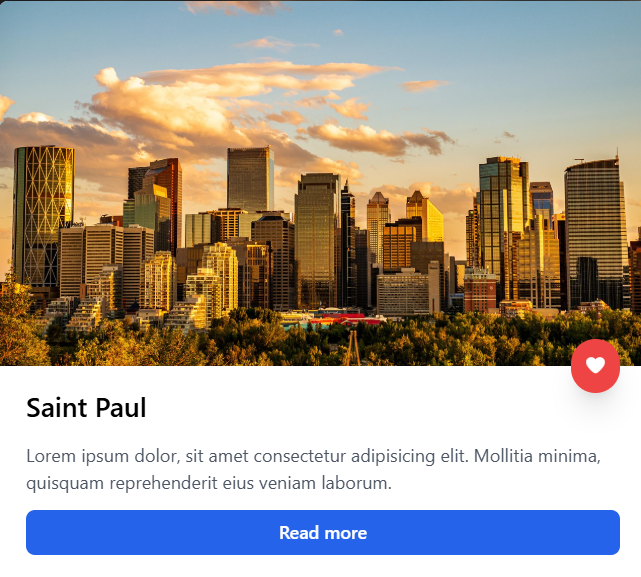 Saint Paul
Lorem ipsum dolor, sit amet consectetur adipisicing elit. Mollitia minima,
quisquam reprehenderit eius veniam laborum.
Read more